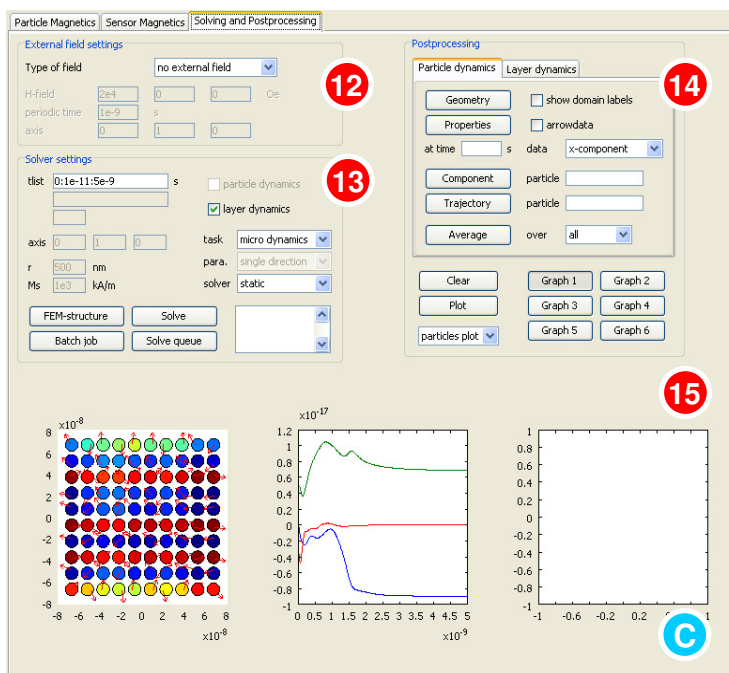 Particle Magnetics Sensor Magnetics Solving and Postprocessing
External field settings
Type of field no external field
H-field 2e4 0 0 Oe
periodic time 1e-9 s
axis 0 1 0
12
Solver settings
tlist 0:1e-11:5e-9 s
particle dynamics
layer dynamics
13
axis 0 1 0
task micro dynamics
r 500 nm
para. single direction
Ms 1e3 kA/m
solver static
FEM-structure Solve
Batch job Solve queue
Postprocessing
Particle dynamics Layer dynamics
14
Geometry show domain labels
Properties arrowdata
at time s data x-component
Component particle
Trajectory particle
Average over all
Clear Graph 1 Graph 2
Plot Graph 3 Graph 4
particles plot Graph 5 Graph 6
15
x10^-8
8
6
4
2
0
-2
-4
-6
-8
-8 -6 -4 -2 0 2 4 6 8
x10^-8
x10^-17
1.2
1
0.8
0.6
0.4
0.2
0
-0.2
-0.4
-0.6
-0.8
-1
0 0.5 1 1.5 2 2.5 3 3.5 4 4.5 5
x10^-9
1
0.8
0.6
0.4
0.2
0
-0.2
-0.4
-0.6
-0.8
-1
-1 -0.6 -0.2 0.2 0.6 1
C